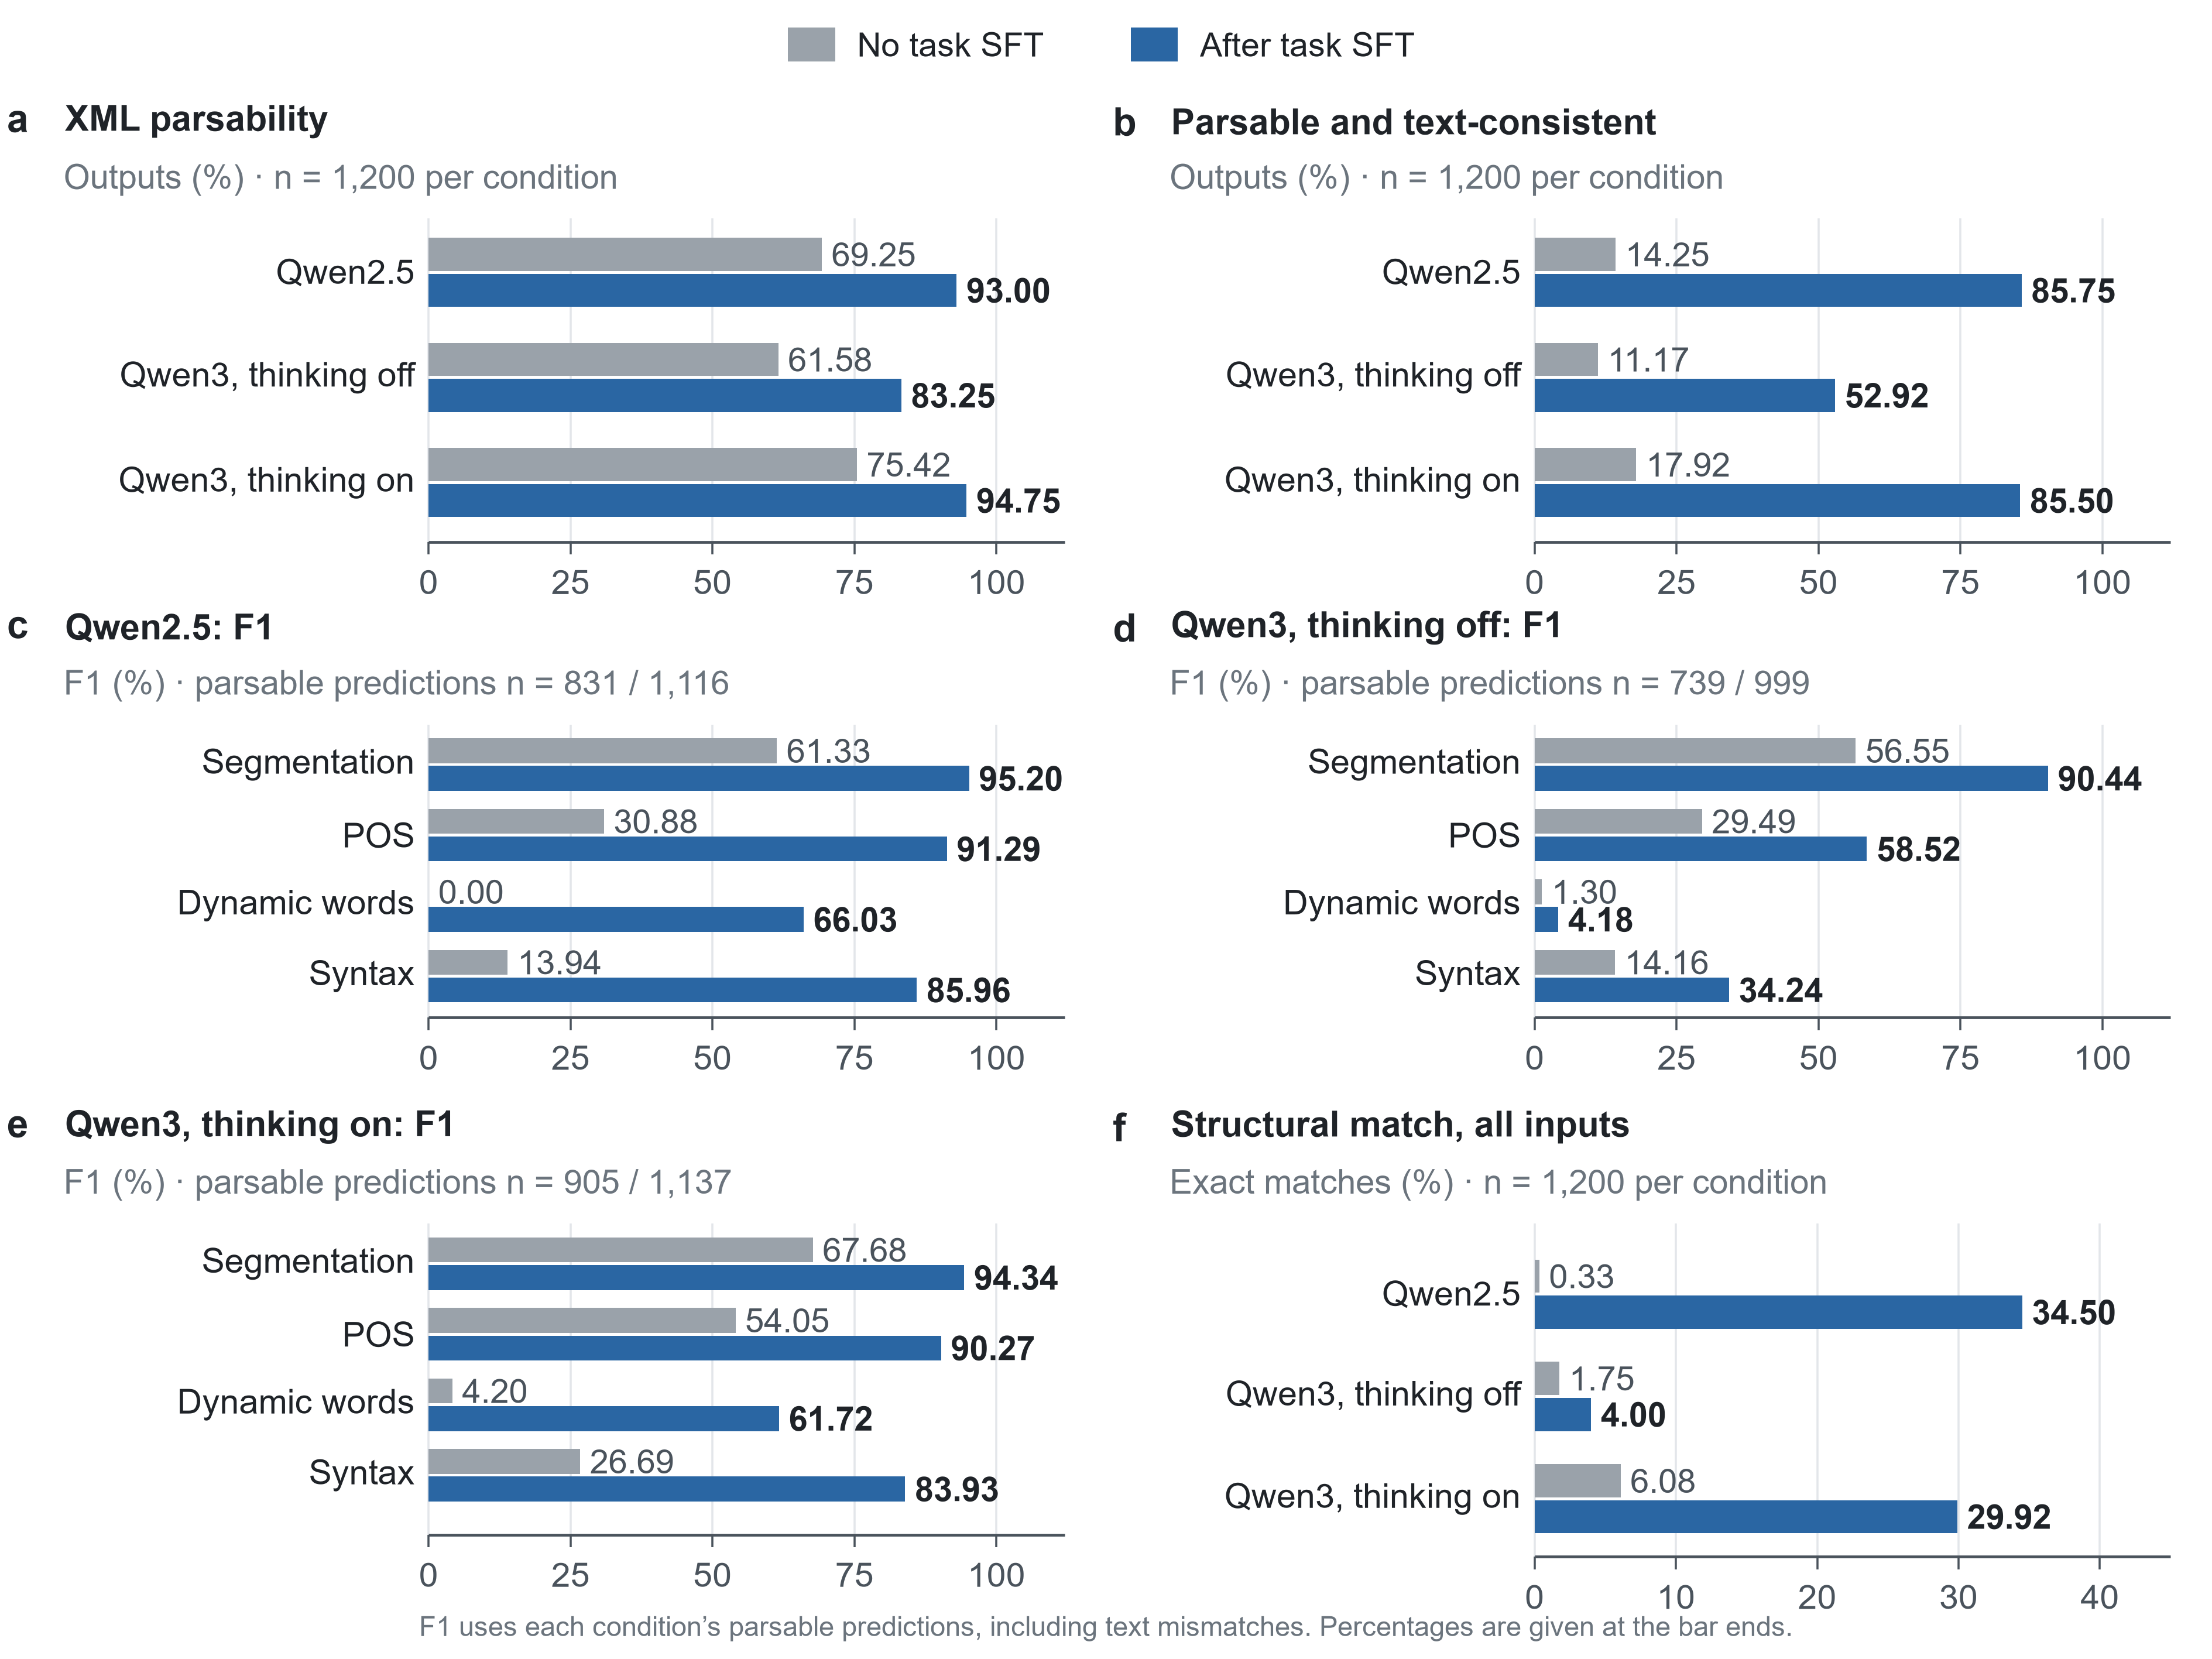 No task SFT
After task SFT
a XML parsability
Outputs (%) · n = 1,200 per condition
Qwen2.5
69.25
93.00
Qwen3, thinking off
61.58
83.25
Qwen3, thinking on
75.42
94.75
0 25 50 75 100
b Parsable and text-consistent
Outputs (%) · n = 1,200 per condition
Qwen2.5
14.25
85.75
Qwen3, thinking off
11.17
52.92
Qwen3, thinking on
17.92
85.50
0 25 50 75 100
c Qwen2.5: F1
F1 (%) · parsable predictions n = 831 / 1,116
Segmentation
61.33
95.20
POS
30.88
91.29
Dynamic words
0.00
66.03
Syntax
13.94
85.96
0 25 50 75 100
d Qwen3, thinking off: F1
F1 (%) · parsable predictions n = 739 / 999
Segmentation
56.55
90.44
POS
29.49
58.52
Dynamic words
1.30
4.18
Syntax
14.16
34.24
0 25 50 75 100
e Qwen3, thinking on: F1
F1 (%) · parsable predictions n = 905 / 1,137
Segmentation
67.68
94.34
POS
54.05
90.27
Dynamic words
4.20
61.72
Syntax
26.69
83.93
0 25 50 75 100
f Structural match, all inputs
Exact matches (%) · n = 1,200 per condition
Qwen2.5
0.33
34.50
Qwen3, thinking off
1.75
4.00
Qwen3, thinking on
6.08
29.92
0 10 20 30 40
F1 uses each condition’s parsable predictions, including text mismatches. Percentages are given at the bar ends.